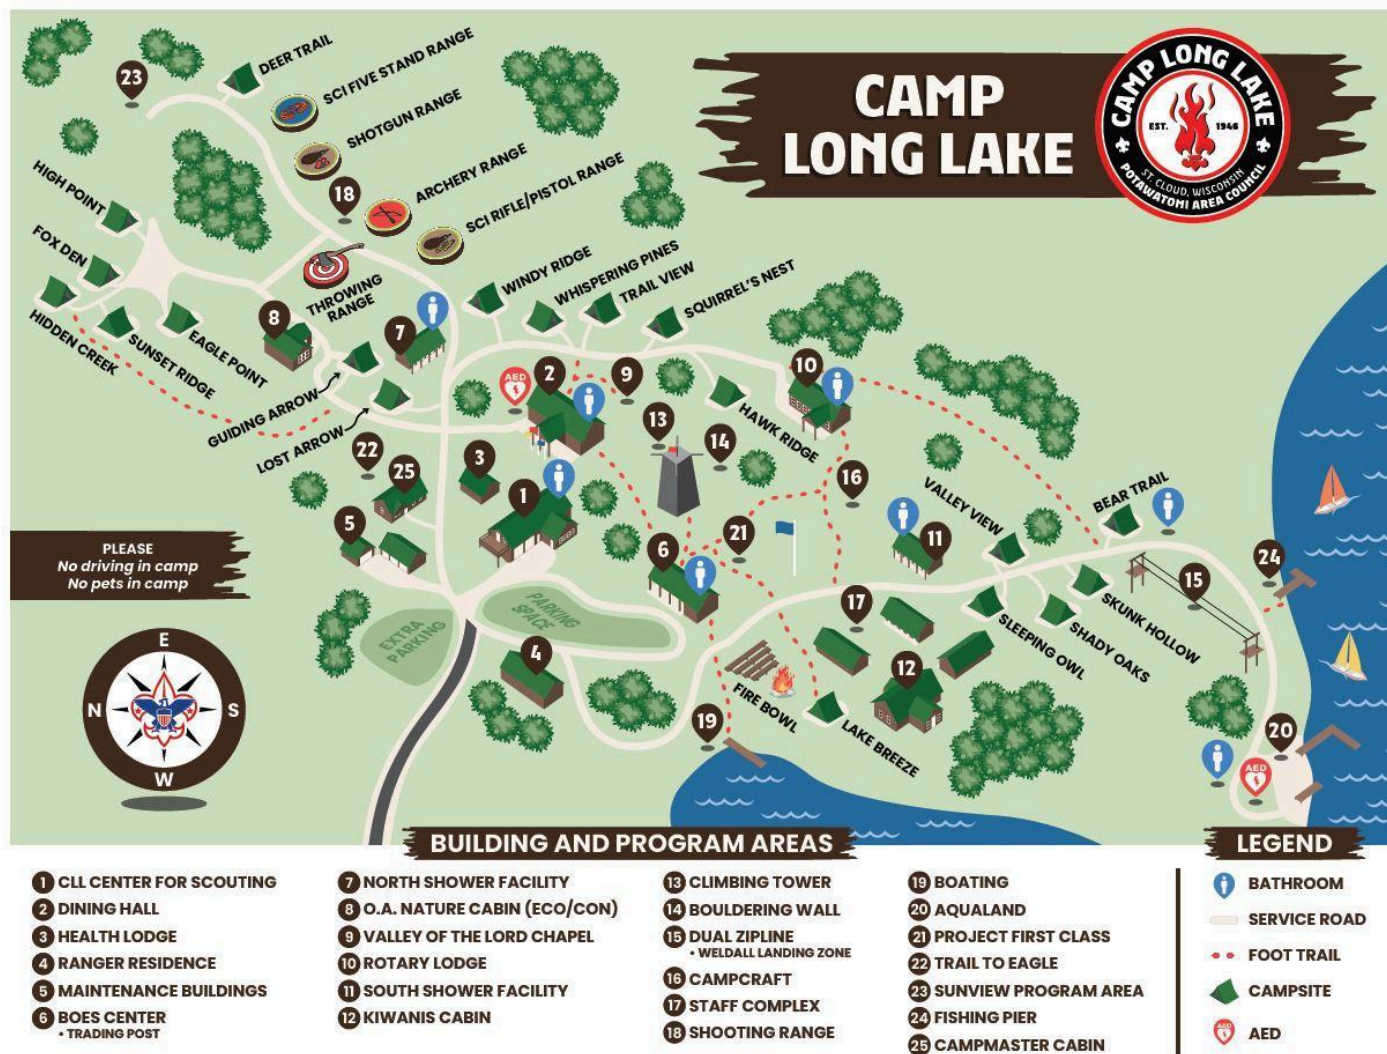 CAMP
LONG LAKE
CAMP LONG LAKE
EST. 1946
ST. CLOUD, WISCONSIN
POTAWATOMI AREA COUNCIL
DEER TRAIL
SCI FIVE STAND RANGE
SHOTGUN RANGE
ARCHERY RANGE
SCI RIFLE/PISTOL RANGE
23
18
HIGH POINT
FOX DEN
HIDDEN CREEK
SUNSET RIDGE
EAGLE POINT
THROWING
RANGE
WINDY RIDGE
WHISPERING PINES
TRAIL VIEW
SQUIRREL'S NEST
8
7
GUIDING ARROW
LOST ARROW
AED
2
9
10
HAWK RIDGE
13
14
22
25
3
1
16
VALLEY VIEW
BEAR TRAIL
5
6
21
11
24
15
PLEASE
No driving in camp
No pets in camp
PARKING
SPACE
EXTRA
PARKING
17
SKUNK HOLLOW
SHADY OAKS
SLEEPING OWL
4
12
FIRE BOWL
LAKE BREEZE
19
20
AED
E
N
S
W
BUILDING AND PROGRAM AREAS
1 CLL CENTER FOR SCOUTING
2 DINING HALL
3 HEALTH LODGE
4 RANGER RESIDENCE
5 MAINTENANCE BUILDINGS
6 BOES CENTER
• TRADING POST
7 NORTH SHOWER FACILITY
8 O.A. NATURE CABIN (ECO/CON)
9 VALLEY OF THE LORD CHAPEL
10 ROTARY LODGE
11 SOUTH SHOWER FACILITY
12 KIWANIS CABIN
13 CLIMBING TOWER
14 BOULDERING WALL
15 DUAL ZIPLINE
• WELDALL LANDING ZONE
16 CAMPCRAFT
17 STAFF COMPLEX
18 SHOOTING RANGE
19 BOATING
20 AQUALAND
21 PROJECT FIRST CLASS
22 TRAIL TO EAGLE
23 SUNVIEW PROGRAM AREA
24 FISHING PIER
25 CAMPMASTER CABIN
LEGEND
BATHROOM
SERVICE ROAD
FOOT TRAIL
CAMPSITE
AED AED